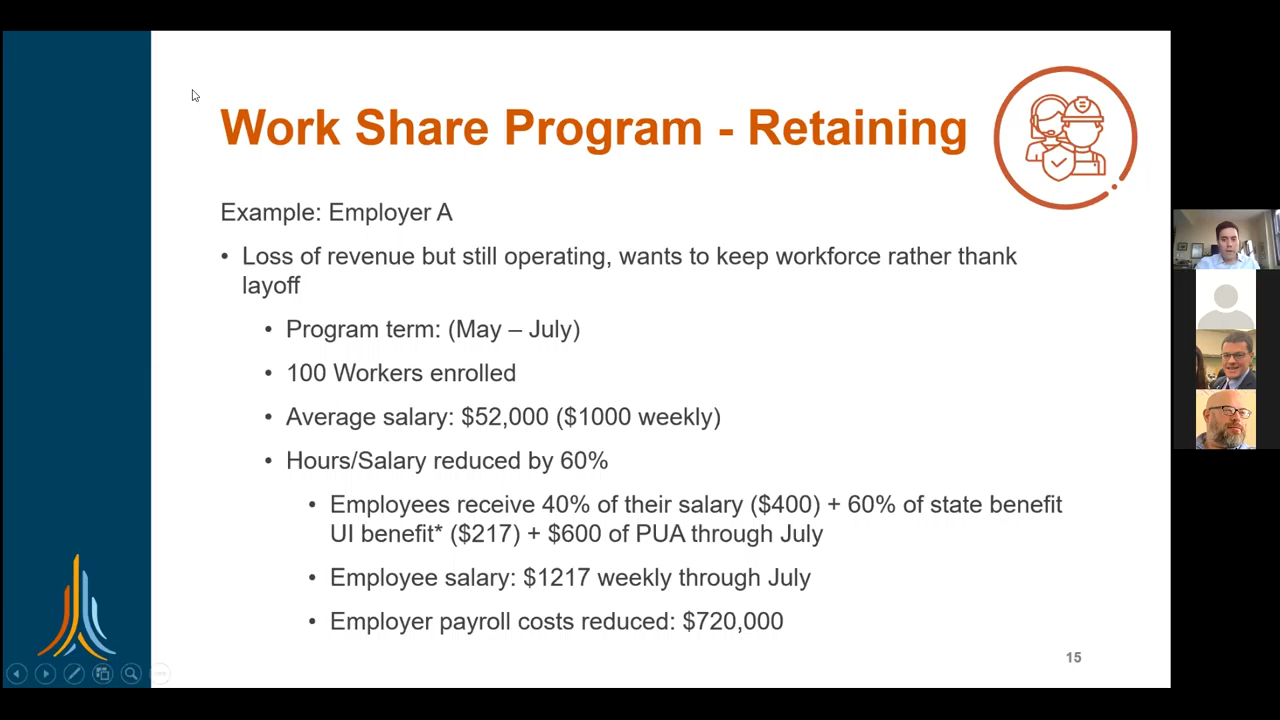 Work Share Program - Retaining
Example: Employer A
• Loss of revenue but still operating, wants to keep workforce rather thank
layoff
• Program term: (May – July)
• 100 Workers enrolled
• Average salary: $52,000 ($1000 weekly)
• Hours/Salary reduced by 60%
• Employees receive 40% of their salary ($400) + 60% of state benefit
UI benefit* ($217) + $600 of PUA through July
• Employee salary: $1217 weekly through July
• Employer payroll costs reduced: $720,000
15